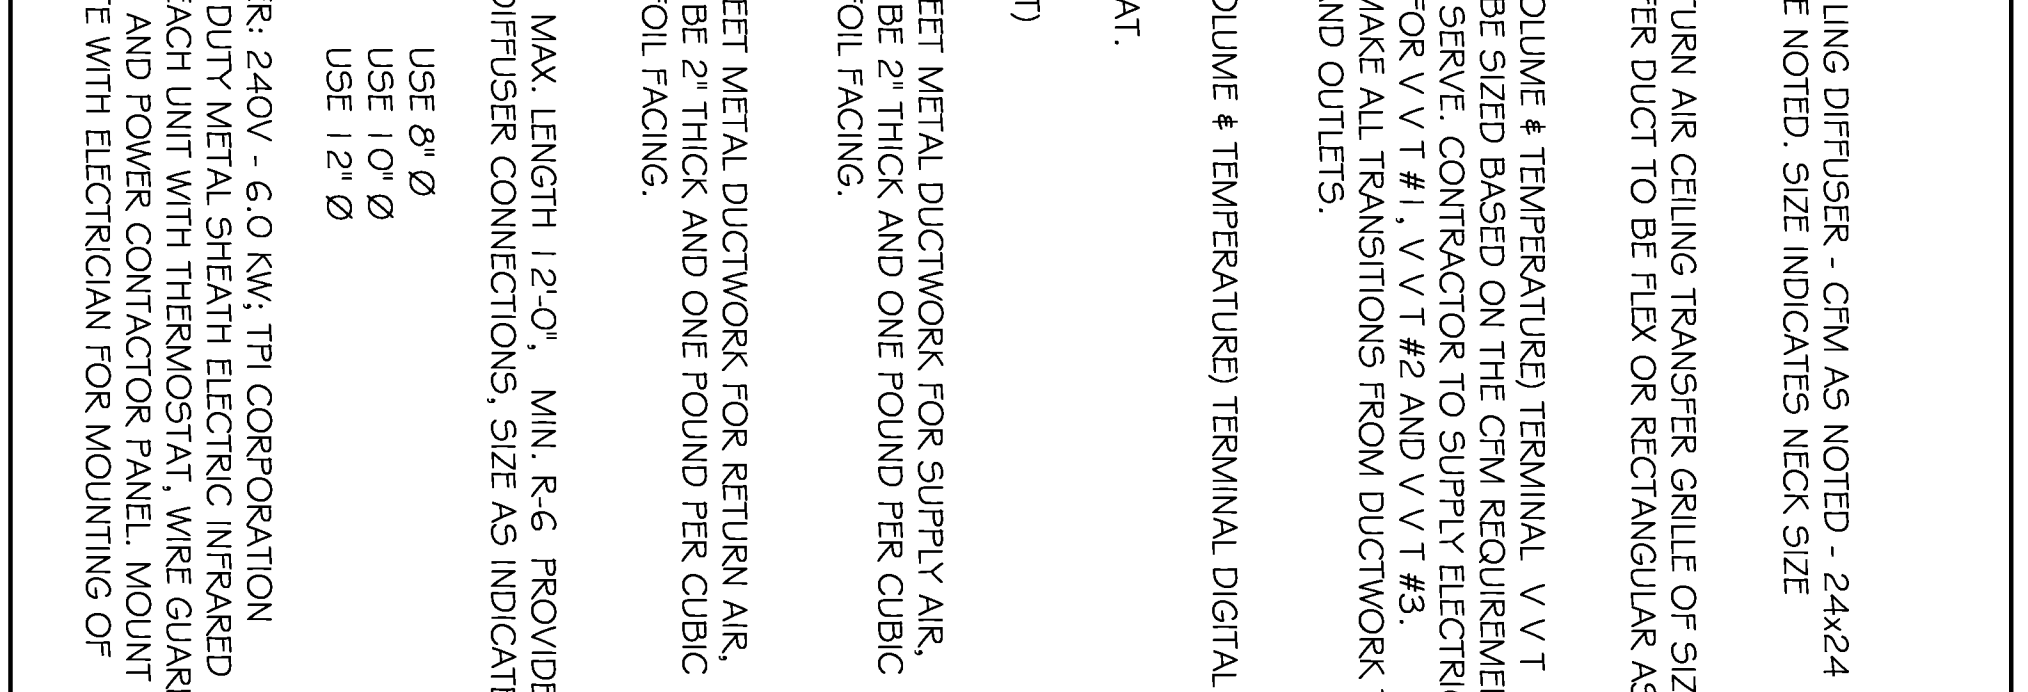 LING DIFFUSER - CFM AS NOTED - 24x24
E NOTED. SIZE INDICATES NECK SIZE
TURN AIR CEILING TRANSFER GRILLE OF SIZ
FER DUCT TO BE FLEX OR RECTANGULAR AS
OLUME & TEMPERATURE) TERMINAL V V T
BE SIZED BASED ON THE CFM REQUIREME
SERVE. CONTRACTOR TO SUPPLY ELECTRI
FOR V V T #1, V V T #2 AND V V T #3.
MAKE ALL TRANSITIONS FROM DUCTWORK
AND OUTLETS.
OLUME & TEMPERATURE) TERMINAL DIGITAL
AT.
T)
EET METAL DUCTWORK FOR SUPPLY AIR,
BE 2" THICK AND ONE POUND PER CUBIC
FOIL FACING.
EET METAL DUCTWORK FOR RETURN AIR,
BE 2" THICK AND ONE POUND PER CUBIC
FOIL FACING.
MAX. LENGTH 12'-0", MIN. R-6 PROVIDE
DIFFUSER CONNECTIONS, SIZE AS INDICATE
USE 8" Ø
USE 10" Ø
USE 12" Ø
ER: 240V - 6.0 KW; TPI CORPORATION
DUTY METAL SHEATH ELECTRIC INFRARED
EACH UNIT WITH THERMOSTAT, WIRE GUAR
AND POWER CONTACTOR PANEL. MOUNT
TE WITH ELECTRICIAN FOR MOUNTING OF